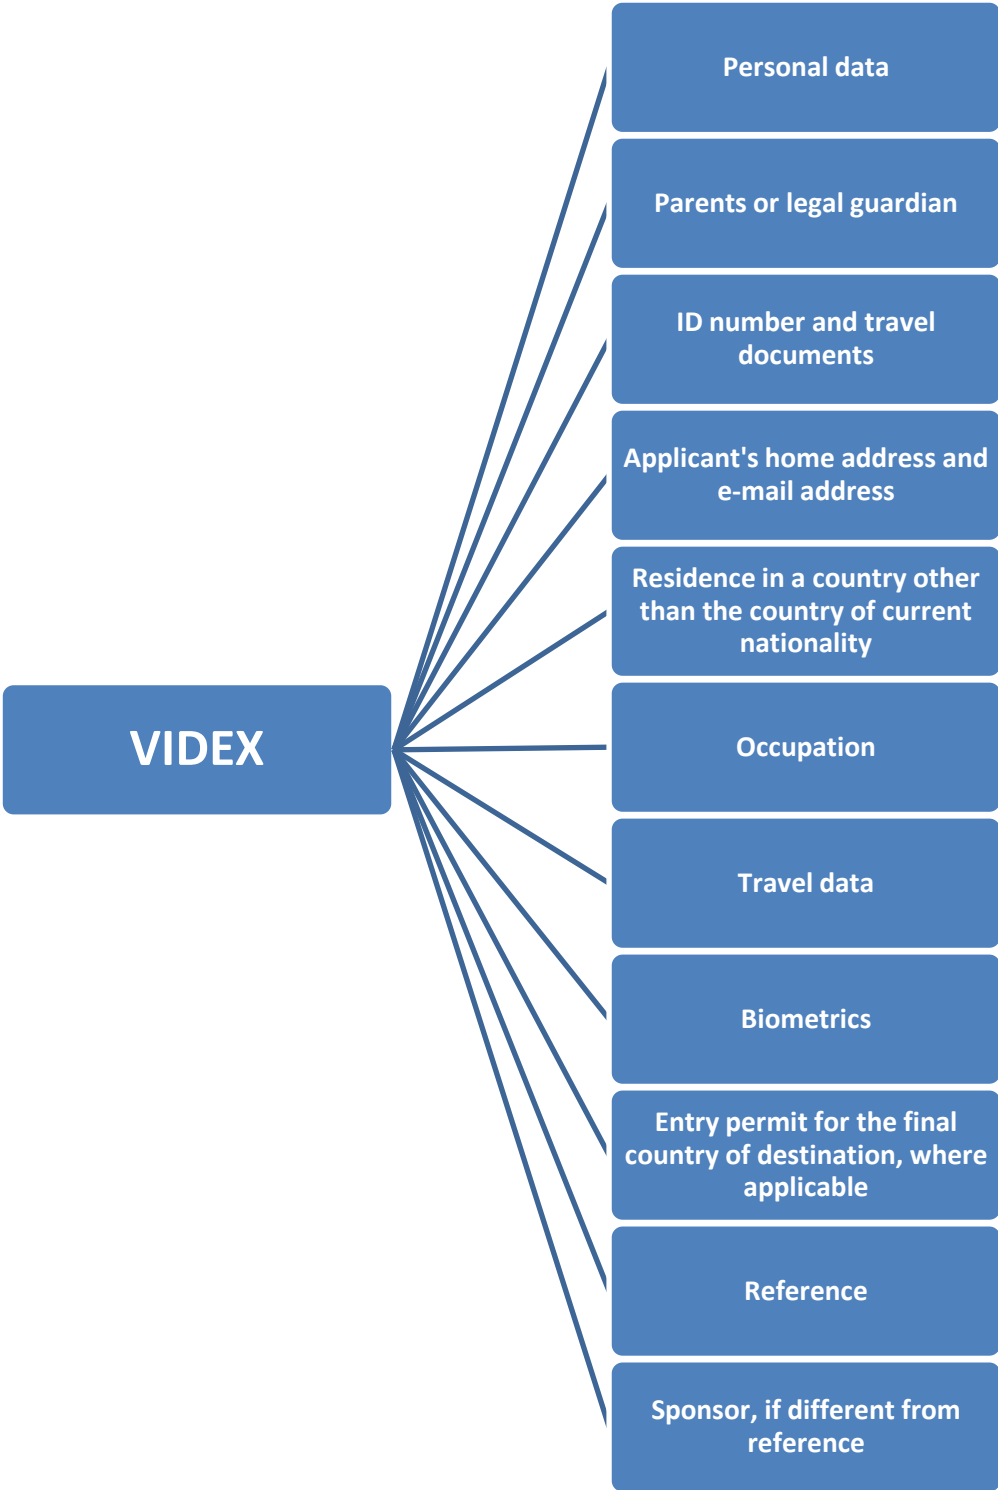 Personal data
Parents or legal guardian
ID number and travel
documents
Applicant's home address and
e-mail address
Residence in a country other
than the country of current
nationality
VIDEX
Occupation
Travel data
Biometrics
Entry permit for the final
country of destination, where
applicable
Reference
Sponsor, if different from
reference